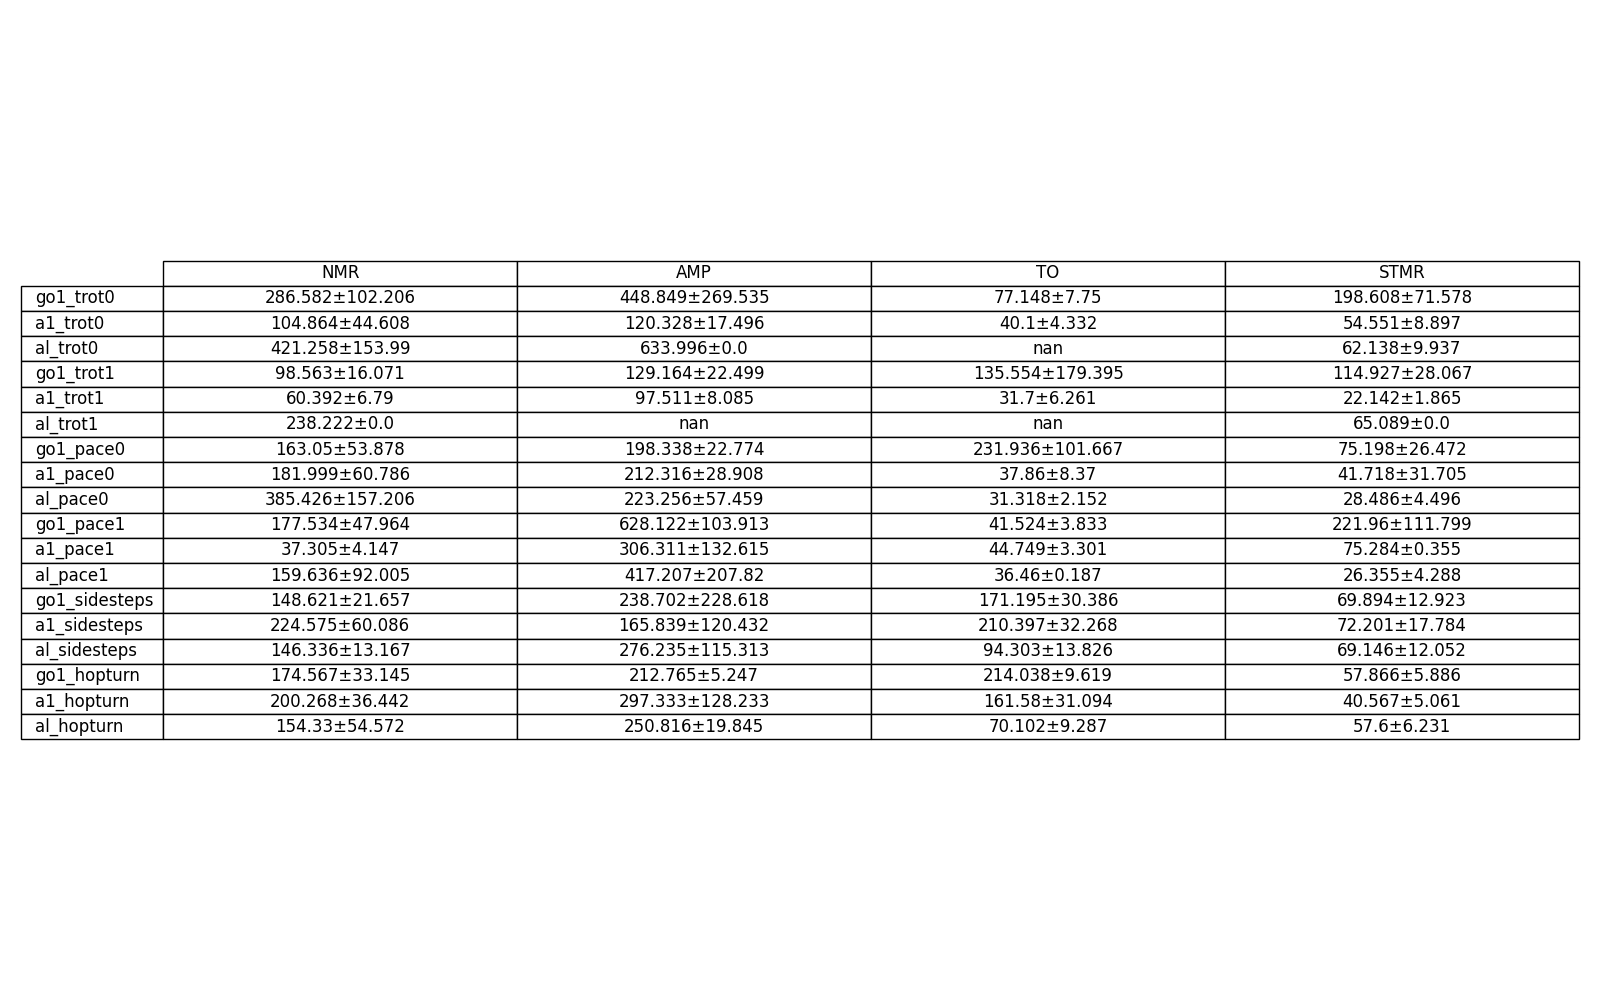 NMR AMP TO STMR
go1_trot0 286.582±102.206 448.849±269.535 77.148±7.75 198.608±71.578
a1_trot0 104.864±44.608 120.328±17.496 40.1±4.332 54.551±8.897
al_trot0 421.258±153.99 633.996±0.0 nan 62.138±9.937
go1_trot1 98.563±16.071 129.164±22.499 135.554±179.395 114.927±28.067
a1_trot1 60.392±6.79 97.511±8.085 31.7±6.261 22.142±1.865
al_trot1 238.222±0.0 nan nan 65.089±0.0
go1_pace0 163.05±53.878 198.338±22.774 231.936±101.667 75.198±26.472
a1_pace0 181.999±60.786 212.316±28.908 37.86±8.37 41.718±31.705
al_pace0 385.426±157.206 223.256±57.459 31.318±2.152 28.486±4.496
go1_pace1 177.534±47.964 628.122±103.913 41.524±3.833 221.96±111.799
a1_pace1 37.305±4.147 306.311±132.615 44.749±3.301 75.284±0.355
al_pace1 159.636±92.005 417.207±207.82 36.46±0.187 26.355±4.288
go1_sidesteps 148.621±21.657 238.702±228.618 171.195±30.386 69.894±12.923
a1_sidesteps 224.575±60.086 165.839±120.432 210.397±32.268 72.201±17.784
al_sidesteps 146.336±13.167 276.235±115.313 94.303±13.826 69.146±12.052
go1_hopturn 174.567±33.145 212.765±5.247 214.038±9.619 57.866±5.886
a1_hopturn 200.268±36.442 297.333±128.233 161.58±31.094 40.567±5.061
al_hopturn 154.33±54.572 250.816±19.845 70.102±9.287 57.6±6.231